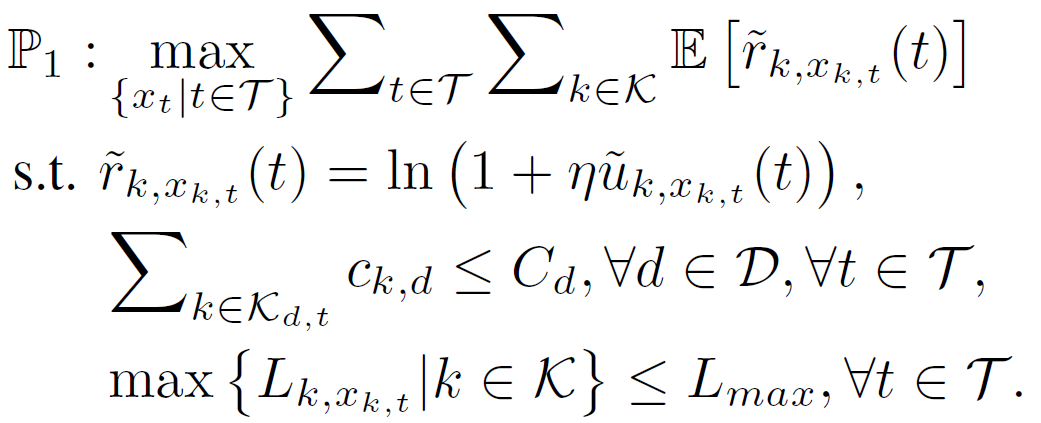 ℙ₁ : max_{{x_t|t∈𝒯}} ∑_{t∈𝒯} ∑_{k∈𝒦} 𝔼 [r̃_{k,x_{k,t}}(t)]
s.t. r̃_{k,x_{k,t}}(t) = ln (1 + ηũ_{k,x_{k,t}}(t)) ,
∑_{k∈𝒦_{d,t}} c_{k,d} ≤ C_d, ∀d ∈ 𝒟, ∀t ∈ 𝒯,
max {L_{k,x_{k,t}}|k ∈ 𝒦} ≤ L_{max}, ∀t ∈ 𝒯.